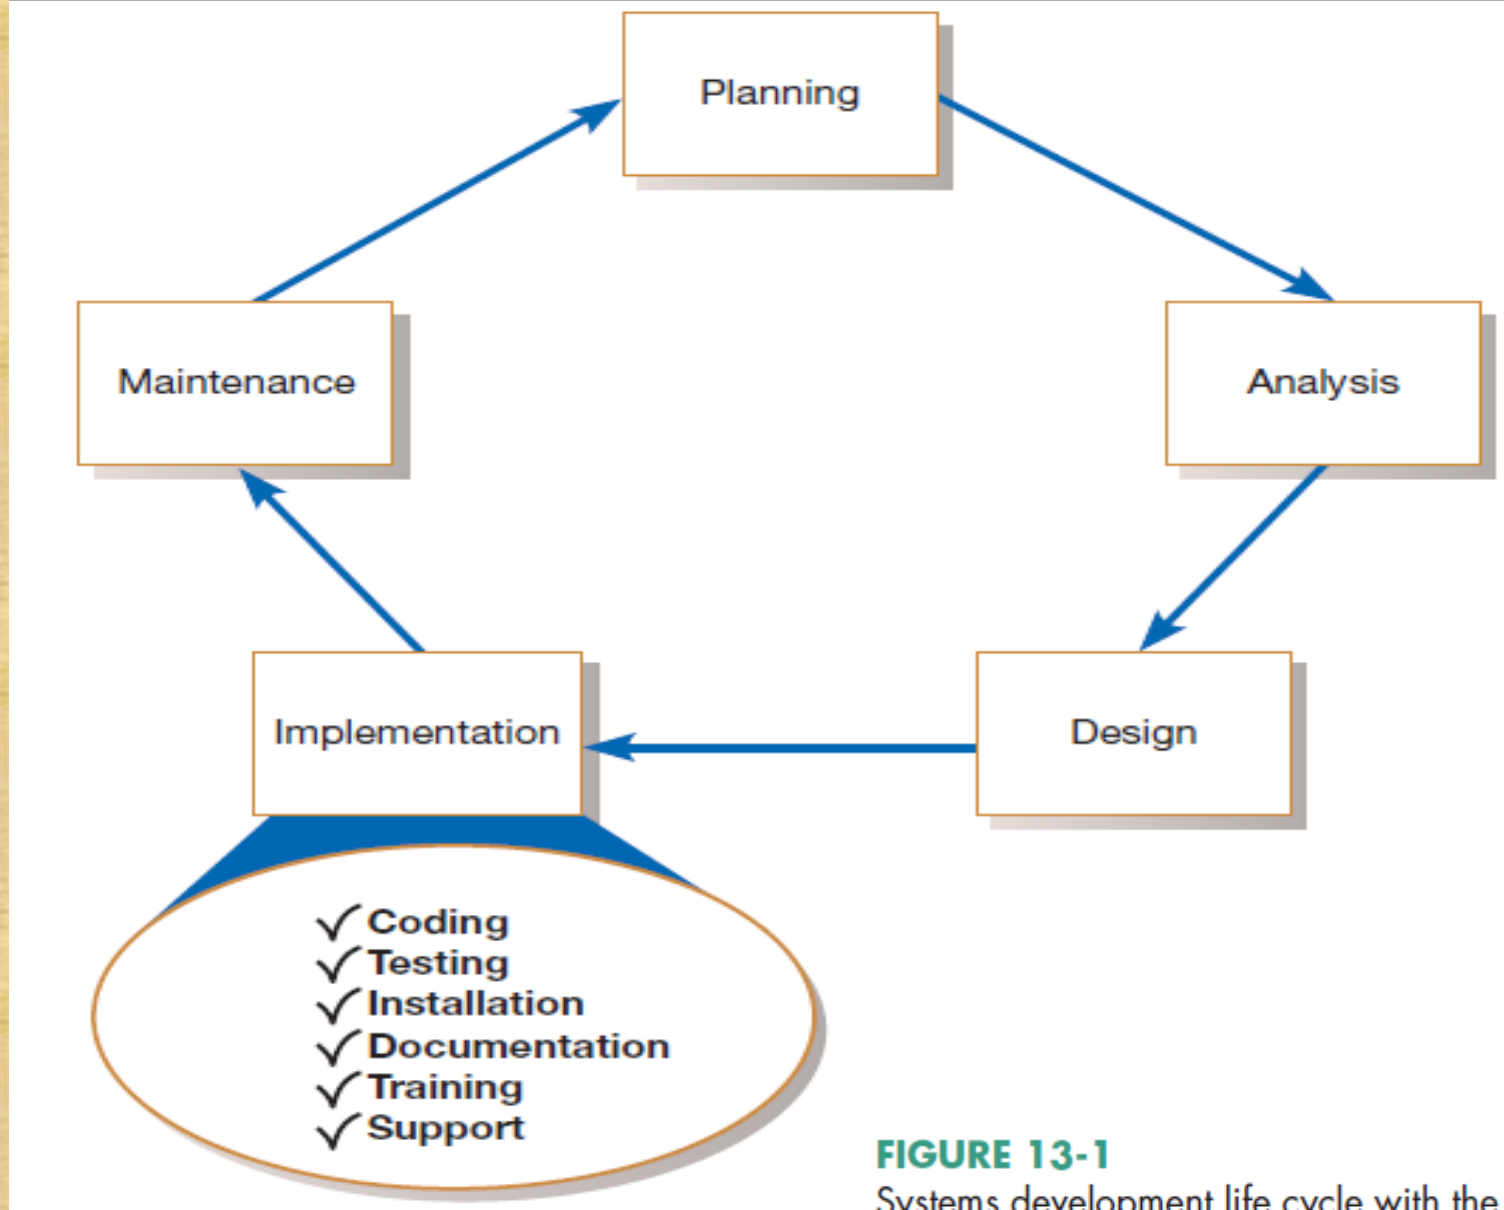 Planning
Maintenance
Analysis
Implementation
Design
Coding
Testing
Installation
Documentation
Training
Support
FIGURE 13-1
Systems development life cycle with the